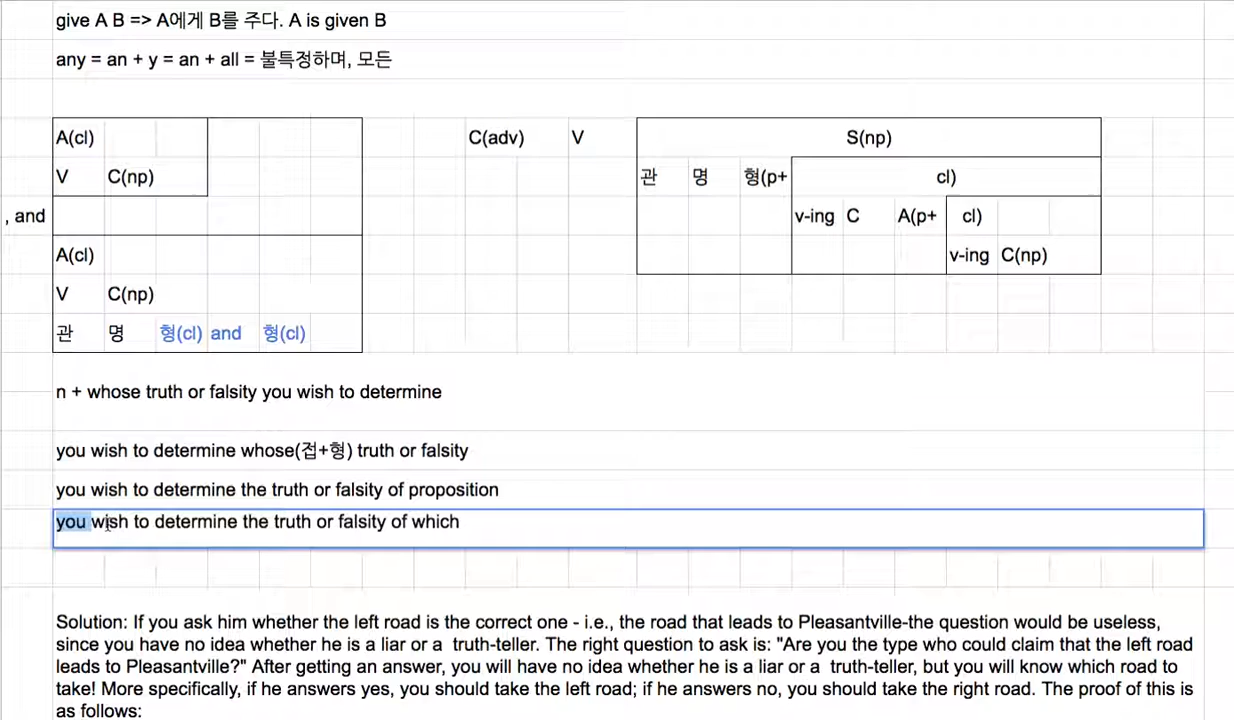 give A B => A에게 B를 주다. A is given B
any = an + y = an + all = 불특정하며, 모든
A(cl) C(adv) V S(np)
V C(np) 관 명 형(p+ cl)
, and v-ing C A(p+ cl)
A(cl) v-ing C(np)
V C(np)
관 명 형(cl) and 형(cl)
n + whose truth or falsity you wish to determine
you wish to determine whose(접+형) truth or falsity
you wish to determine the truth or falsity of proposition
you wish to determine the truth or falsity of which
Solution: If you ask him whether the left road is the correct one - i.e., the road that leads to Pleasantville-the question would be useless,
since you have no idea whether he is a liar or a  truth-teller. The right question to ask is: "Are you the type who could claim that the left road
leads to Pleasantville?" After getting an answer, you will have no idea whether he is a liar or a  truth-teller, but you will know which road to
take! More specifically, if he answers yes, you should take the left road; if he answers no, you should take the right road. The proof of this is
as follows: